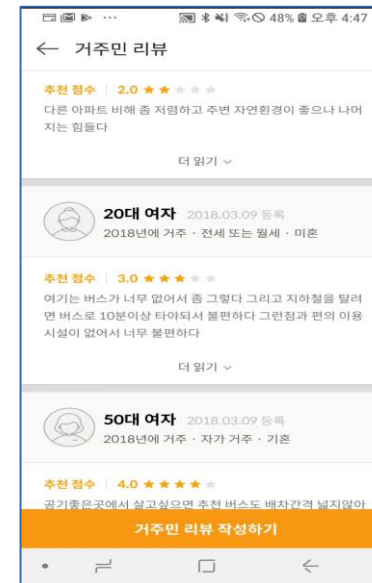 48% 오후 4:47
← 거주민 리뷰
추천 점수 | 2.0 ★★★★★
다른 아파트 비해 좀 저렴하고 주변 자연환경이 좋으나 나머
지는 힘들다
더 읽기
20대 여자 2018.03.09 등록
2018년에 거주 · 전세 또는 월세 · 미혼
추천 점수 | 3.0 ★★★★★
여기는 버스가 너무 없어서 좀 그렇다 그리고 지하철을 탈려
면 버스로 10분이상 타야되서 불편하다 그런점과 편의 이용
시설이 없어서 너무 불편하다
더 읽기
50대 여자 2018.03.09 등록
2018년에 거주 · 자가 거주 · 기혼
추천 점수 | 4.0 ★★★★★
공기좋은곳에서 살고싶으면 추천 버스도 배차간격 넓지않아
거주민 리뷰 작성하기